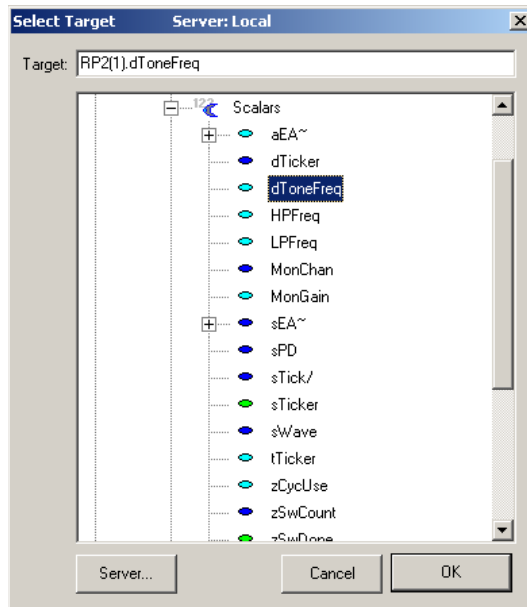 Select Target Server: Local
Target: RP2(1).dToneFreq
123 Scalars
aEA~
dTicker
dToneFreq
HPFreq
LPFreq
MonChan
MonGain
sEA~
sPD
sTick/
sTicker
sWave
tTicker
zCycUse
zSwCount
zSwDone
Server... Cancel OK